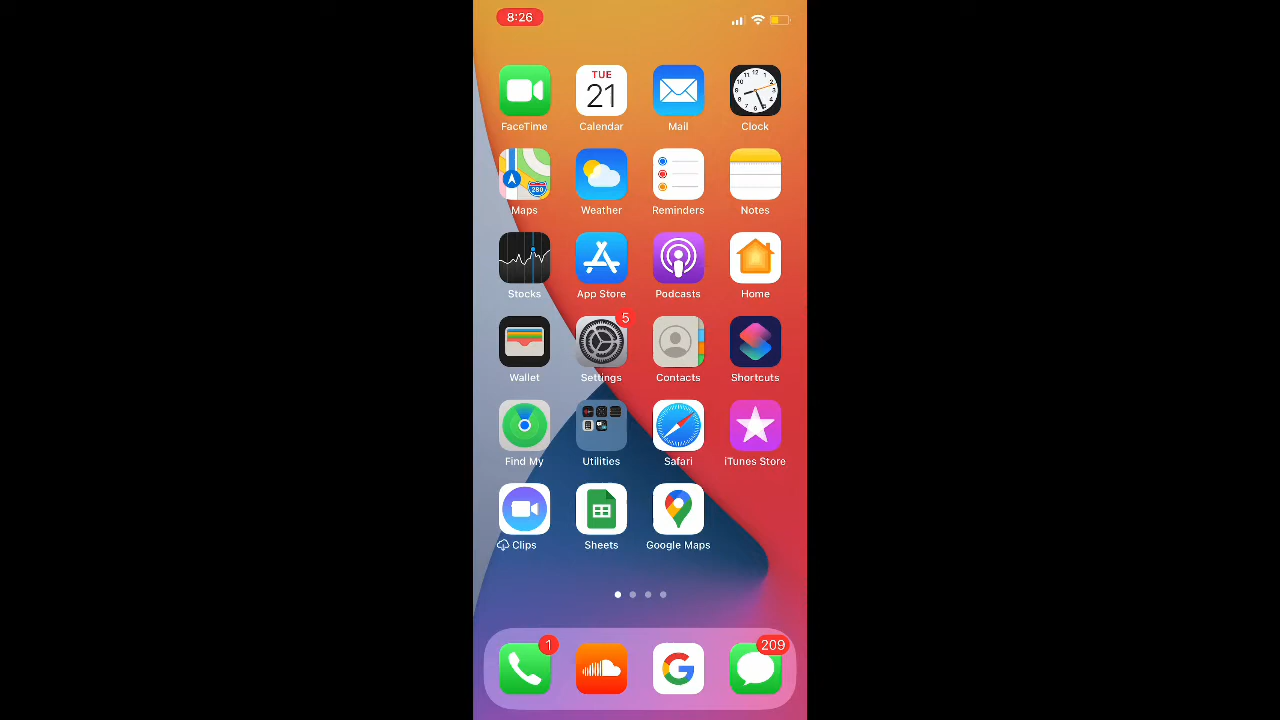 8:26
TUE
21
FaceTime Calendar Mail Clock
280
Maps Weather Reminders Notes
Stocks App Store Podcasts Home
5
Wallet Settings Contacts Shortcuts
Find My Utilities Safari iTunes Store
Clips Sheets Google Maps
1 209
G